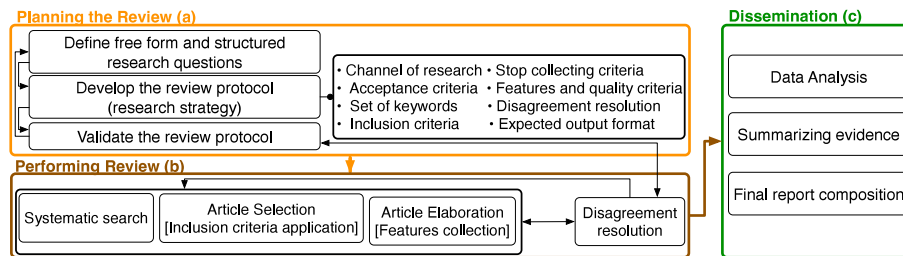 Planning the Review (a)
Define free form and structured
research questions
Develop the review protocol
(research strategy)
Validate the review protocol
• Channel of research
• Acceptance criteria
• Set of keywords
• Inclusion criteria
• Stop collecting criteria
• Features and quality criteria
• Disagreement resolution
• Expected output format
Performing Review (b)
Systematic search
Article Selection
[Inclusion criteria application]
Article Elaboration
[Features collection]
Disagreement
resolution
Dissemination (c)
Data Analysis
Summarizing evidence
Final report composition